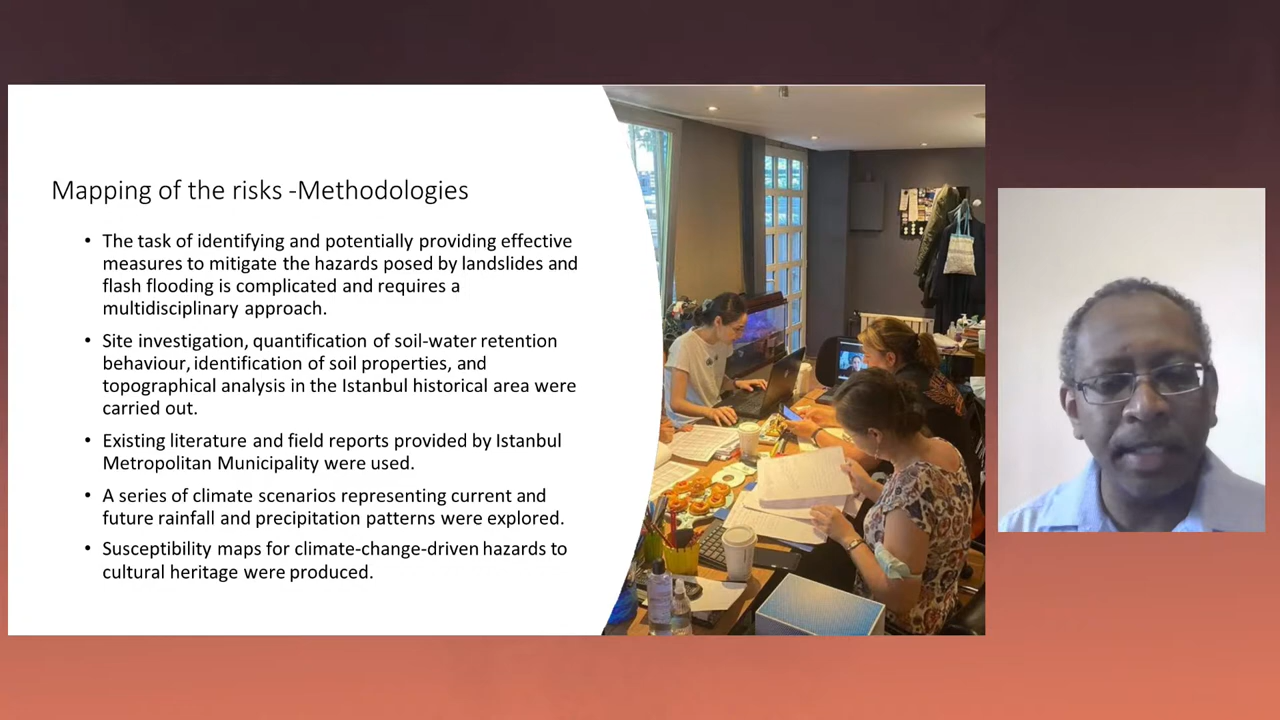 Mapping of the risks -Methodologies
• The task of identifying and potentially providing effective
measures to mitigate the hazards posed by landslides and
flash flooding is complicated and requires a
multidisciplinary approach.
• Site investigation, quantification of soil-water retention
behaviour, identification of soil properties, and
topographical analysis in the Istanbul historical area were
carried out.
• Existing literature and field reports provided by Istanbul
Metropolitan Municipality were used.
• A series of climate scenarios representing current and
future rainfall and precipitation patterns were explored.
• Susceptibility maps for climate-change-driven hazards to
cultural heritage were produced.